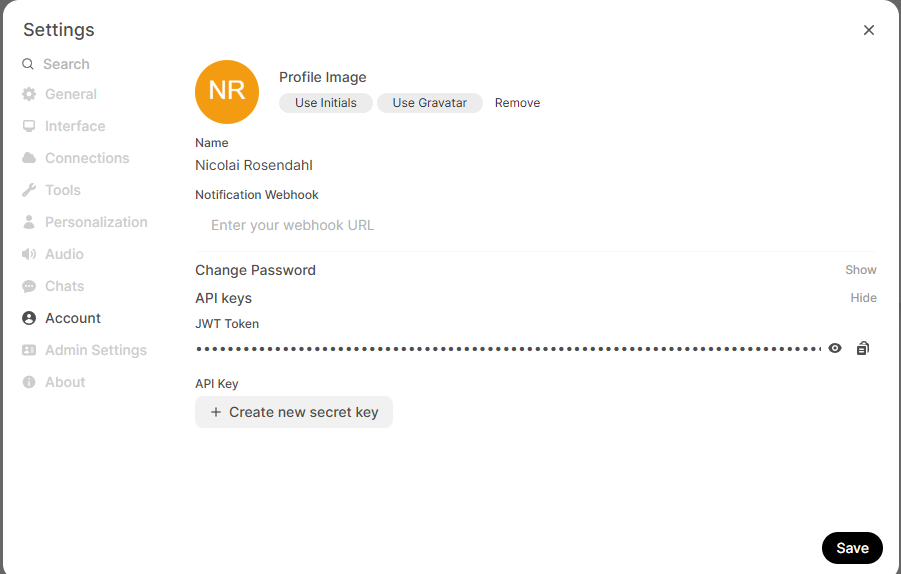 Settings
Search
General
Interface
Connections
Tools
Personalization
Audio
Chats
Account
Admin Settings
About
NR
Profile Image
Use Initials
Use Gravatar
Remove
Name
Nicolai Rosendahl
Notification Webhook
Enter your webhook URL
Change Password
Show
API keys
Hide
JWT Token
API Key
+ Create new secret key
Save